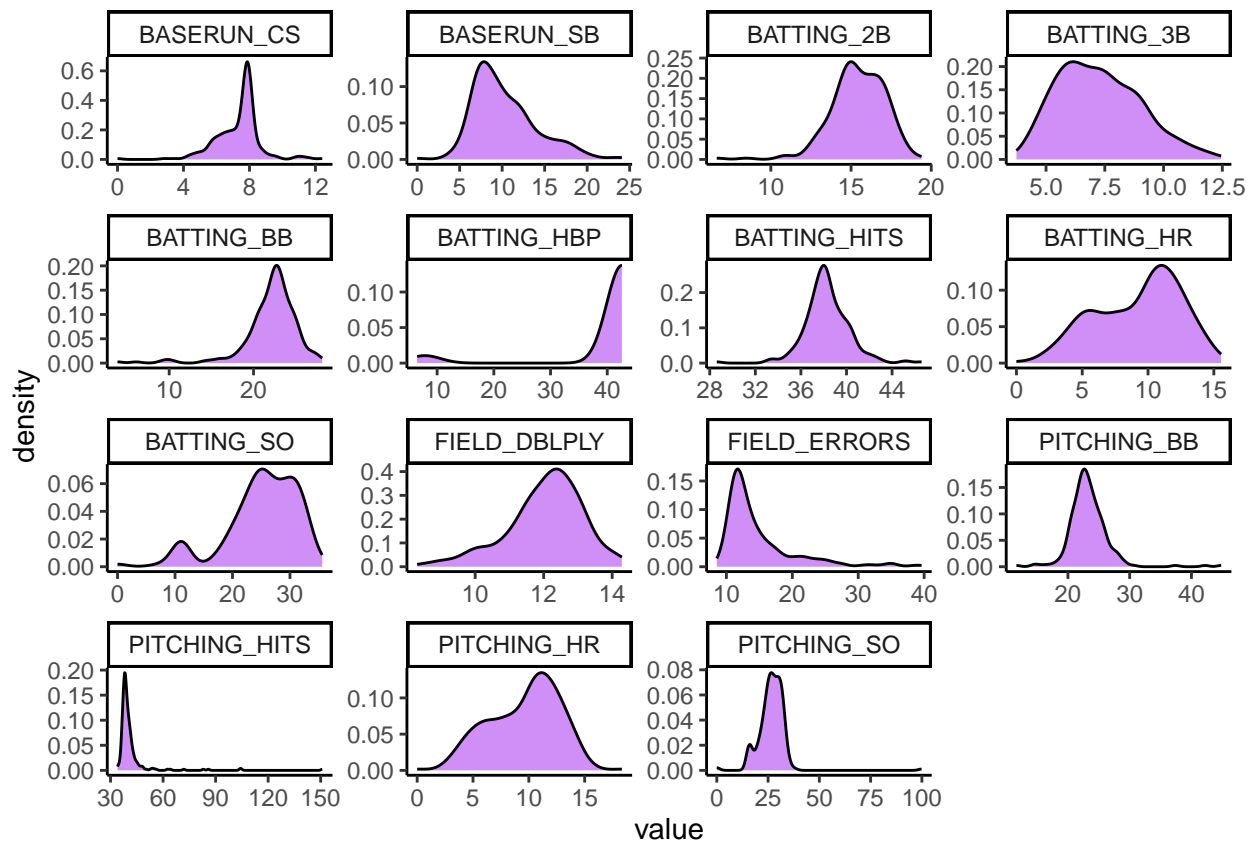 BASERUN_CS BASERUN_SB BATTING_2B BATTING_3B
0.6 0.4 0.2 0.0
0.10 0.05 0.00
0.25 0.20 0.15 0.10 0.05 0.00
0.20 0.15 0.10 0.05 0.00
0 4 8 12
0 5 10 15 20 25
10 15 20
5.0 7.5 10.0 12.5
BATTING_BB BATTING_HBP BATTING_HITS BATTING_HR
0.20 0.15 0.10 0.05 0.00
0.10 0.05 0.00
0.2 0.1 0.0
0.10 0.05 0.00
10 20
10 20 30 40
28 32 36 40 44
0 5 10 15
density
BATTING_SO FIELD_DBLPLY FIELD_ERRORS PITCHING_BB
0.06 0.04 0.02 0.00
0.4 0.3 0.2 0.1 0.0
0.15 0.10 0.05 0.00
0.15 0.10 0.05 0.00
0 10 20 30
10 12 14
10 20 30 40
20 30 40
PITCHING_HITS PITCHING_HR PITCHING_SO
0.20 0.15 0.10 0.05 0.00
0.10 0.05 0.00
0.08 0.06 0.04 0.02 0.00
30 60 90 120 150
0 5 10 15
0 25 50 75 100
value